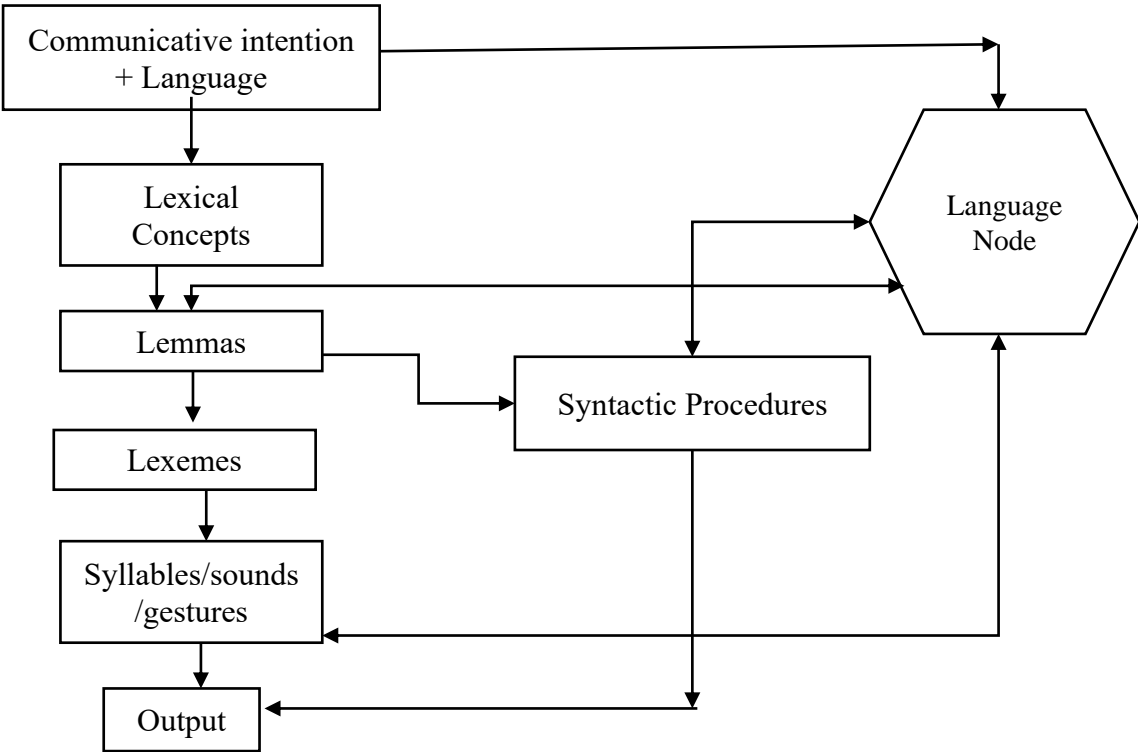 Communicative intention
+ Language
Lexical
Concepts
Language
Node
Lemmas
Syntactic Procedures
Lexemes
Syllables/sounds
/gestures
Output